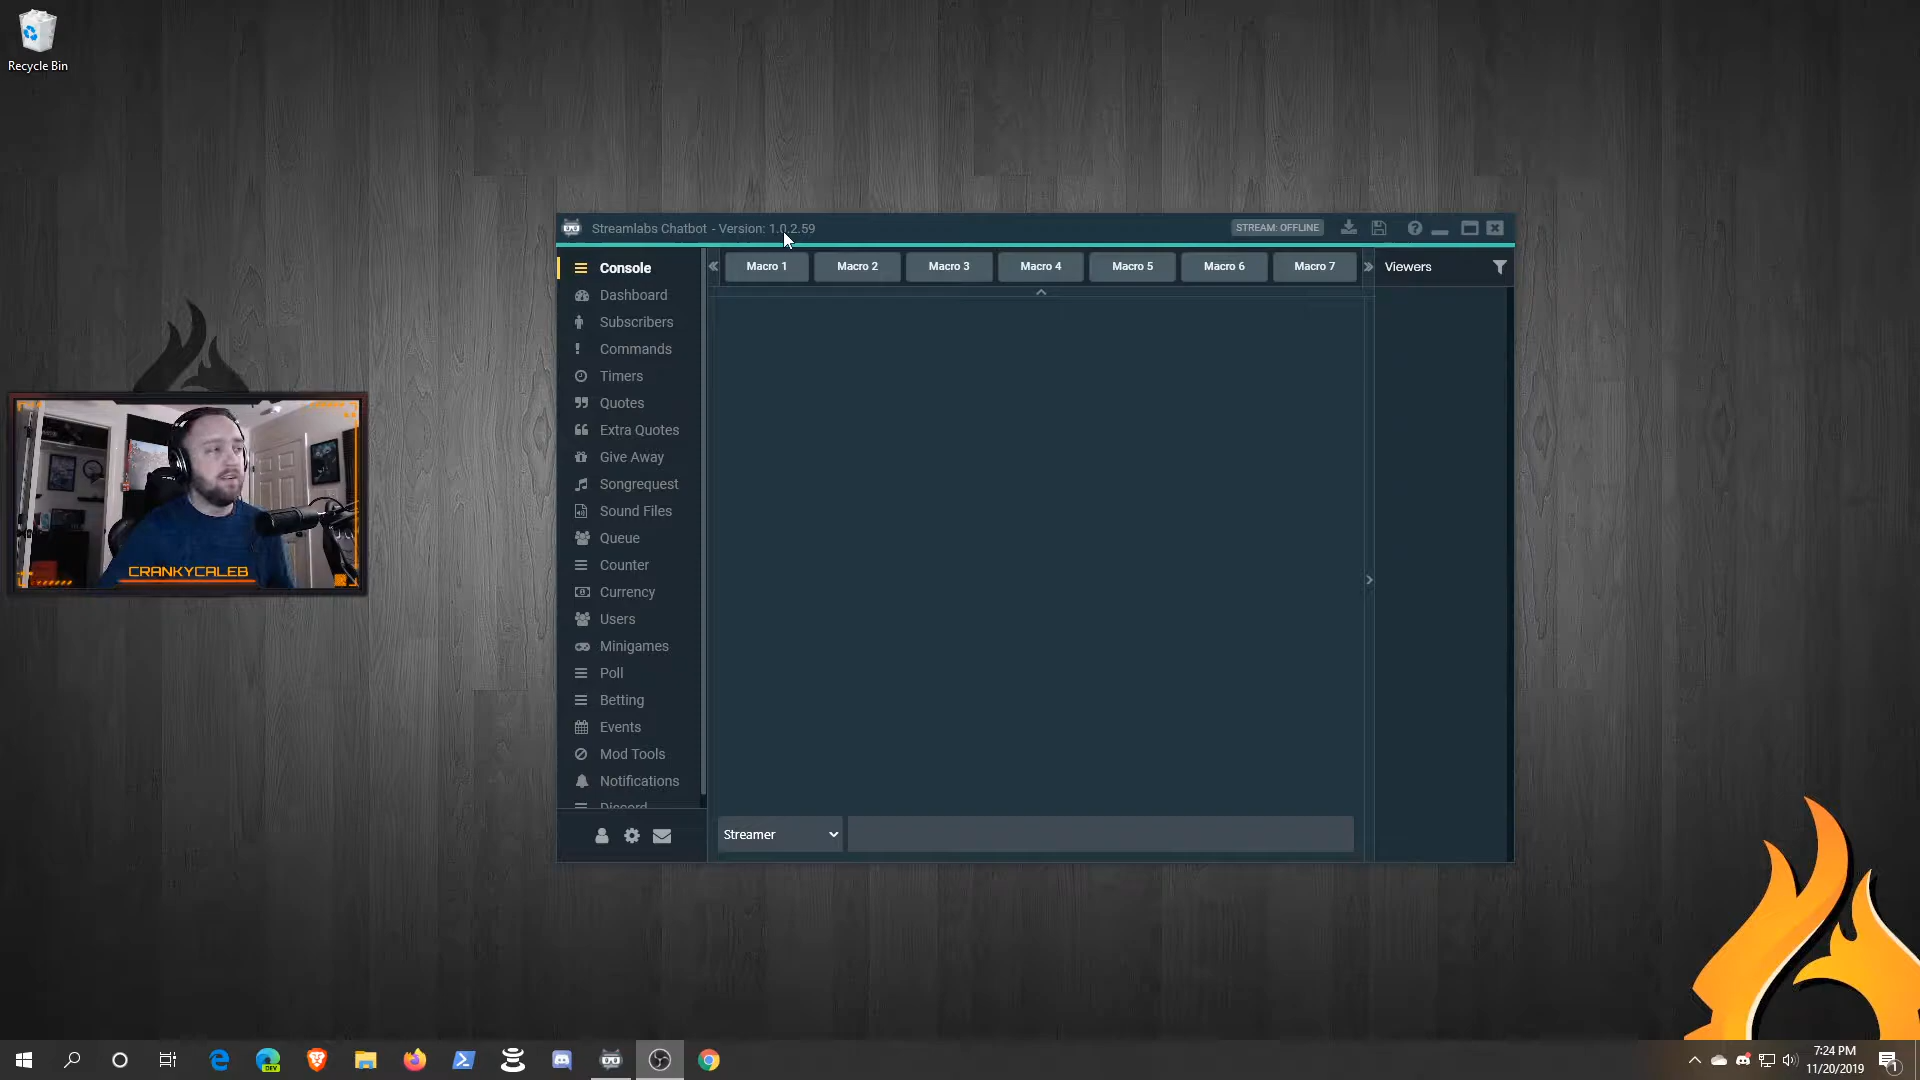 Recycle Bin
Streamlabs Chatbot - Version: 1.0.2.59
STREAM: OFFLINE
Console
Macro 1
Macro 2
Macro 3
Macro 4
Macro 5
Macro 6
Macro 7
Viewers
Dashboard
Subscribers
Commands
Timers
Quotes
Extra Quotes
Give Away
Songrequest
Sound Files
Queue
Counter
Currency
Users
Minigames
Poll
Betting
Events
Mod Tools
Notifications
Discord
Streamer
CRANKYCALEB
DEV
7:24 PM
11/20/2019
1